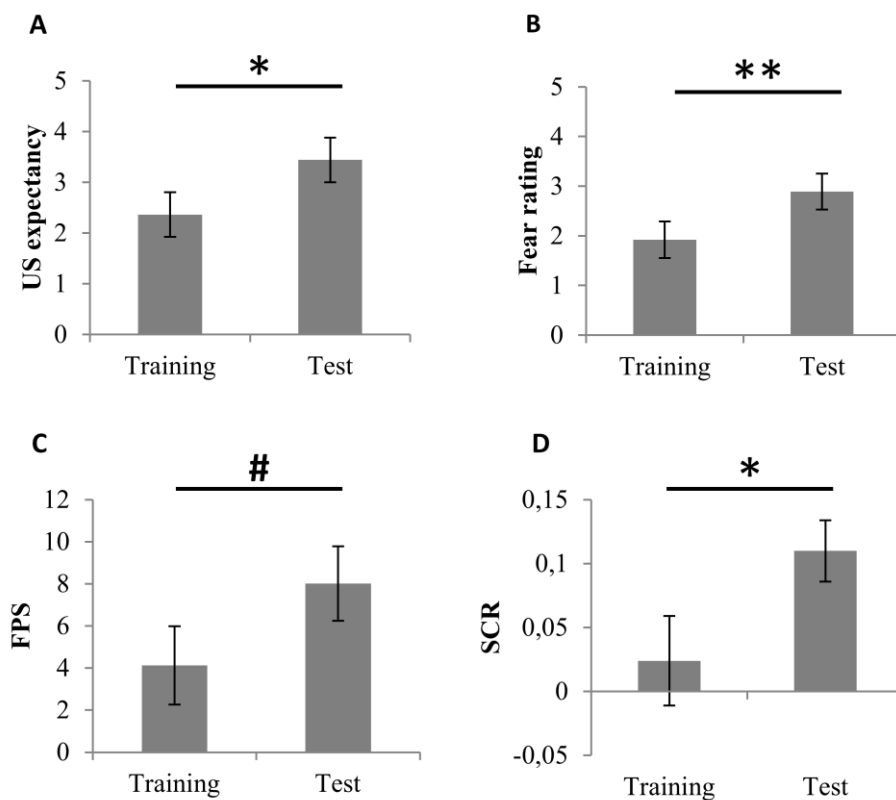 A
*
5
4
3
2
1
0
US expectancy
Training Test
B
**
5
4
3
2
1
0
Fear rating
Training Test
C
#
12
10
8
6
4
2
0
FPS
Training Test
D
*
0,15
0,1
0,05
0
-0,05
SCR
Training Test